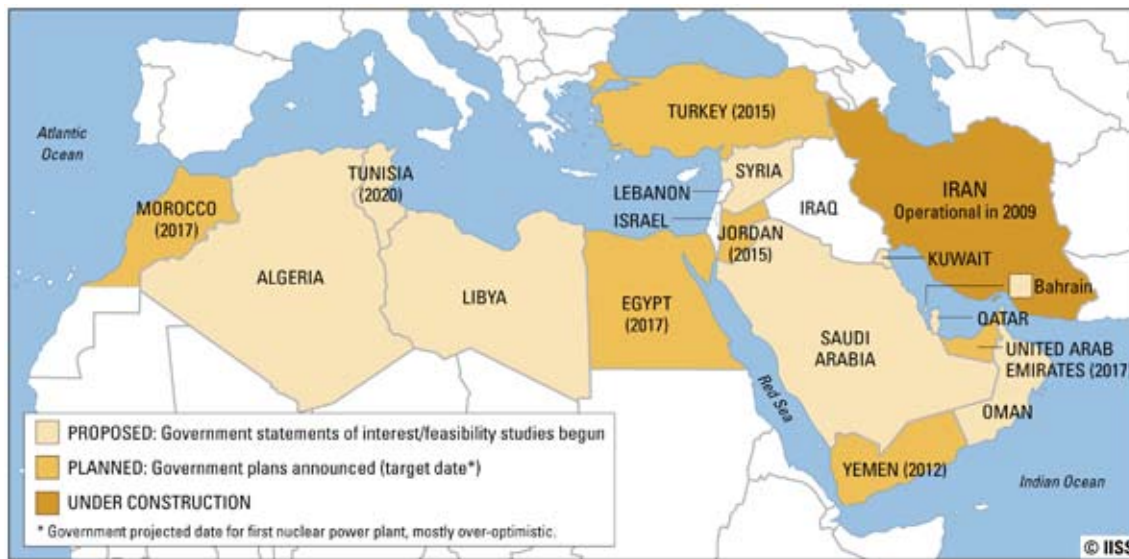 Atlantic
Ocean
MOROCCO
(2017)
ALGERIA
TUNISIA
(2020)
LIBYA
EGYPT
(2017)
TURKEY (2015)
SYRIA
LEBANON
ISRAEL
IRAQ
JORDAN
(2015)
IRAN
Operational in 2009
KUWAIT
Bahrain
QATAR
SAUDI
ARABIA
UNITED ARAB
EMIRATES (2017)
OMAN
Red Sea
YEMEN (2012)
Indian Ocean
PROPOSED: Government statements of interest/feasibility studies begun
PLANNED: Government plans announced (target date*)
UNDER CONSTRUCTION
* Government projected date for first nuclear power plant, mostly over-optimistic.
© IISS